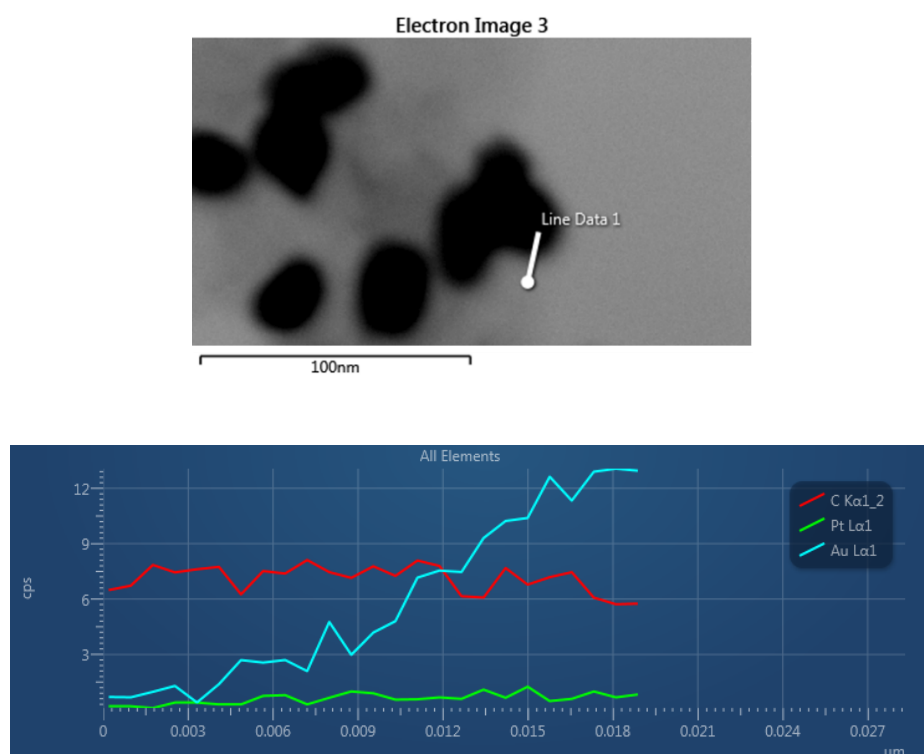 Electron Image 3
Line Data 1
100nm
All Elements
12
9
6
3
cps
C Kα1_2
Pt Lα1
Au Lα1
0 0.003 0.006 0.009 0.012 0.015 0.018 0.021 0.024 0.027
um